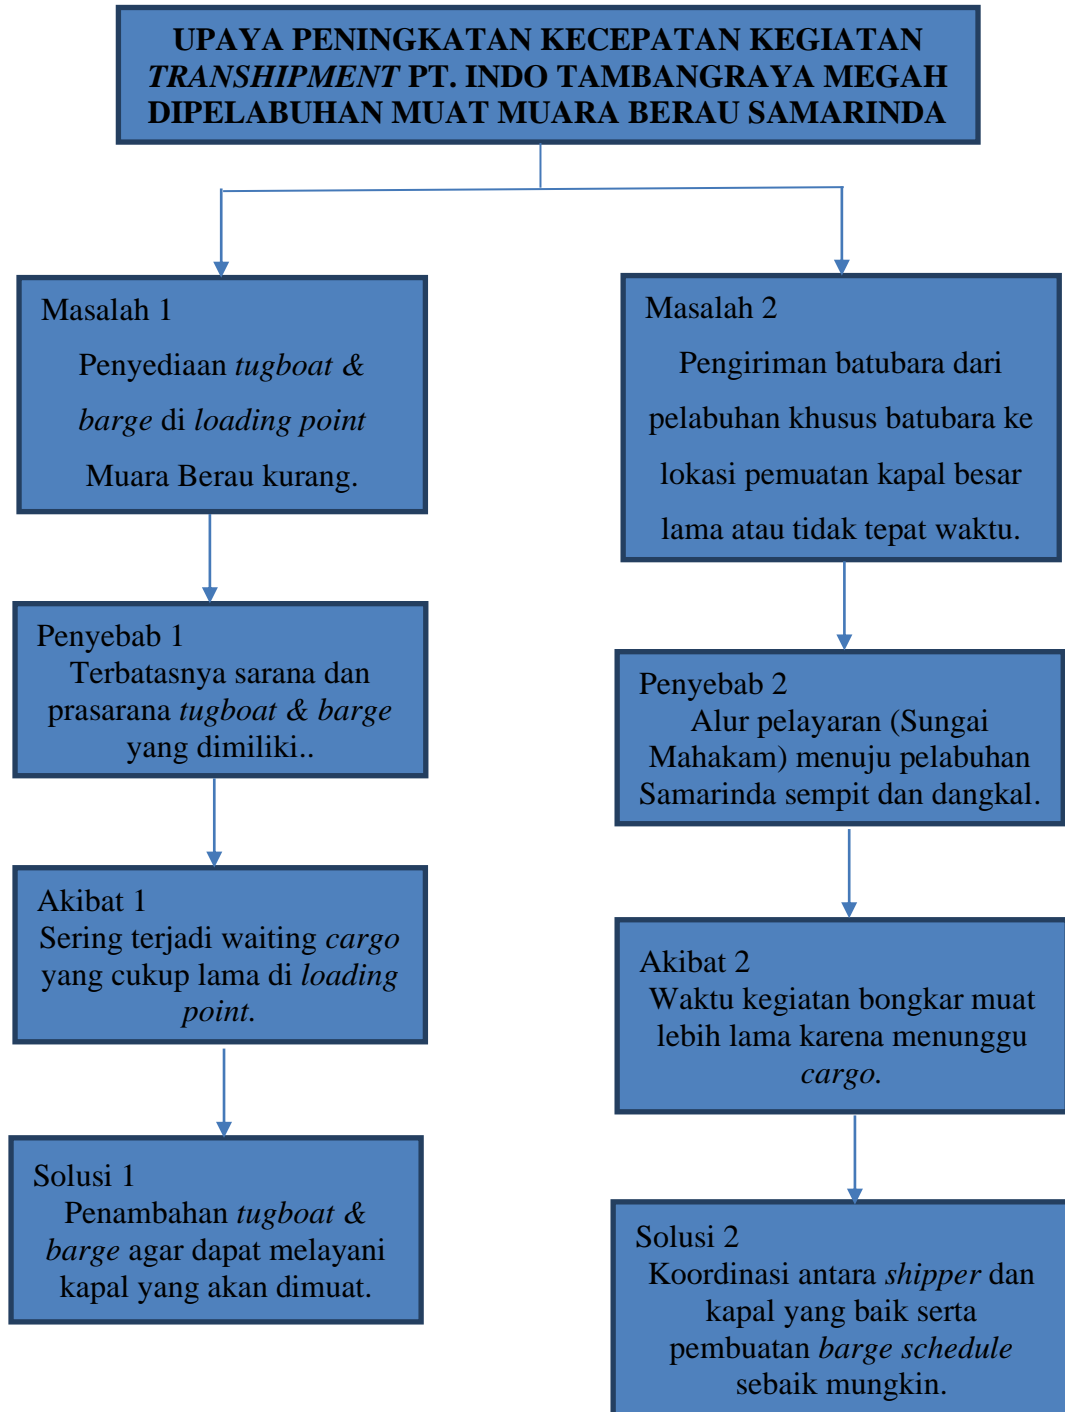 UPAYA PENINGKATAN KECEPATAN KEGIATAN
TRANSHIPMENT PT. INDO TAMBANGRAYA MEGAH
DIPELABUHAN MUAT MUARA BERAU SAMARINDA
Masalah 1
Penyediaan tugboat &
barge di loading point
Muara Berau kurang.
Penyebab 1
Terbatasnya sarana dan
prasarana tugboat & barge
yang dimiliki..
Akibat 1
Sering terjadi waiting cargo
yang cukup lama di loading
point.
Solusi 1
Penambahan tugboat &
barge agar dapat melayani
kapal yang akan dimuat.
Masalah 2
Pengiriman batubara dari
pelabuhan khusus batubara ke
lokasi pemuatan kapal besar
lama atau tidak tepat waktu.
Penyebab 2
Alur pelayaran (Sungai
Mahakam) menuju pelabuhan
Samarinda sempit dan dangkal.
Akibat 2
Waktu kegiatan bongkar muat
lebih lama karena menunggu
cargo.
Solusi 2
Koordinasi antara shipper dan
kapal yang baik serta
pembuatan barge schedule
sebaik mungkin.